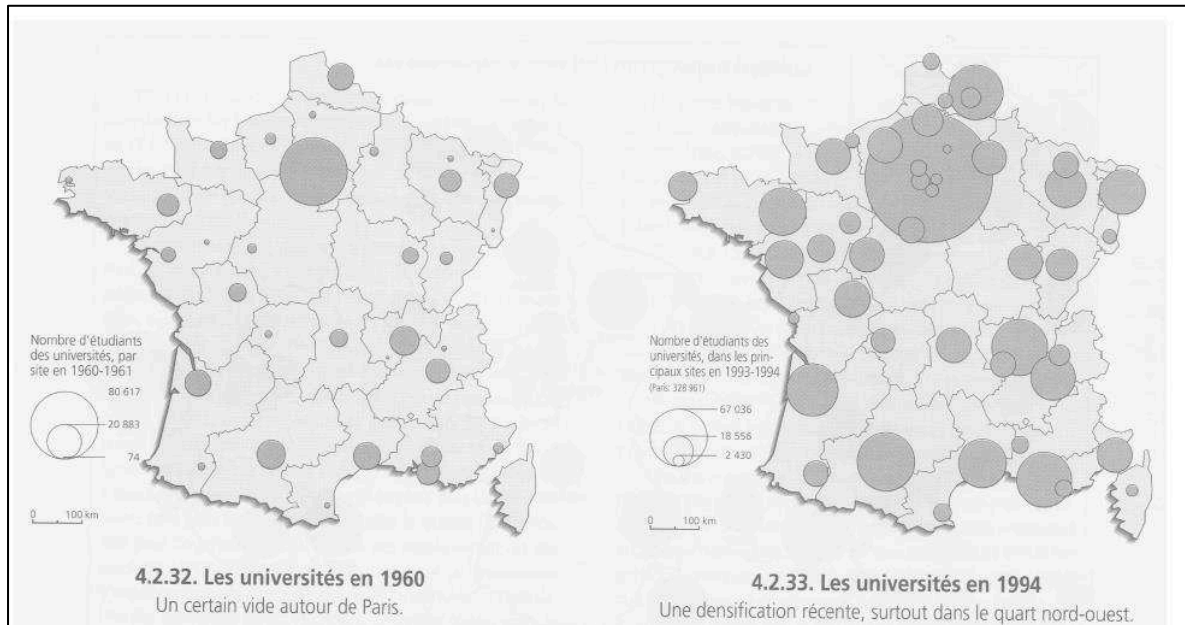 Nombre d'étudiants
des universités, par
site en 1960-1961
80 617
20 883
74
0 100 km
4.2.32. Les universités en 1960
Un certain vide autour de Paris.
Nombre d'étudiants des
universités, dans les prin-
cipaux sites en 1993-1994
(Paris: 328 961)
67 036
18 556
2 430
0 100 km
4.2.33. Les universités en 1994
Une densification récente, surtout dans le quart nord-ouest.